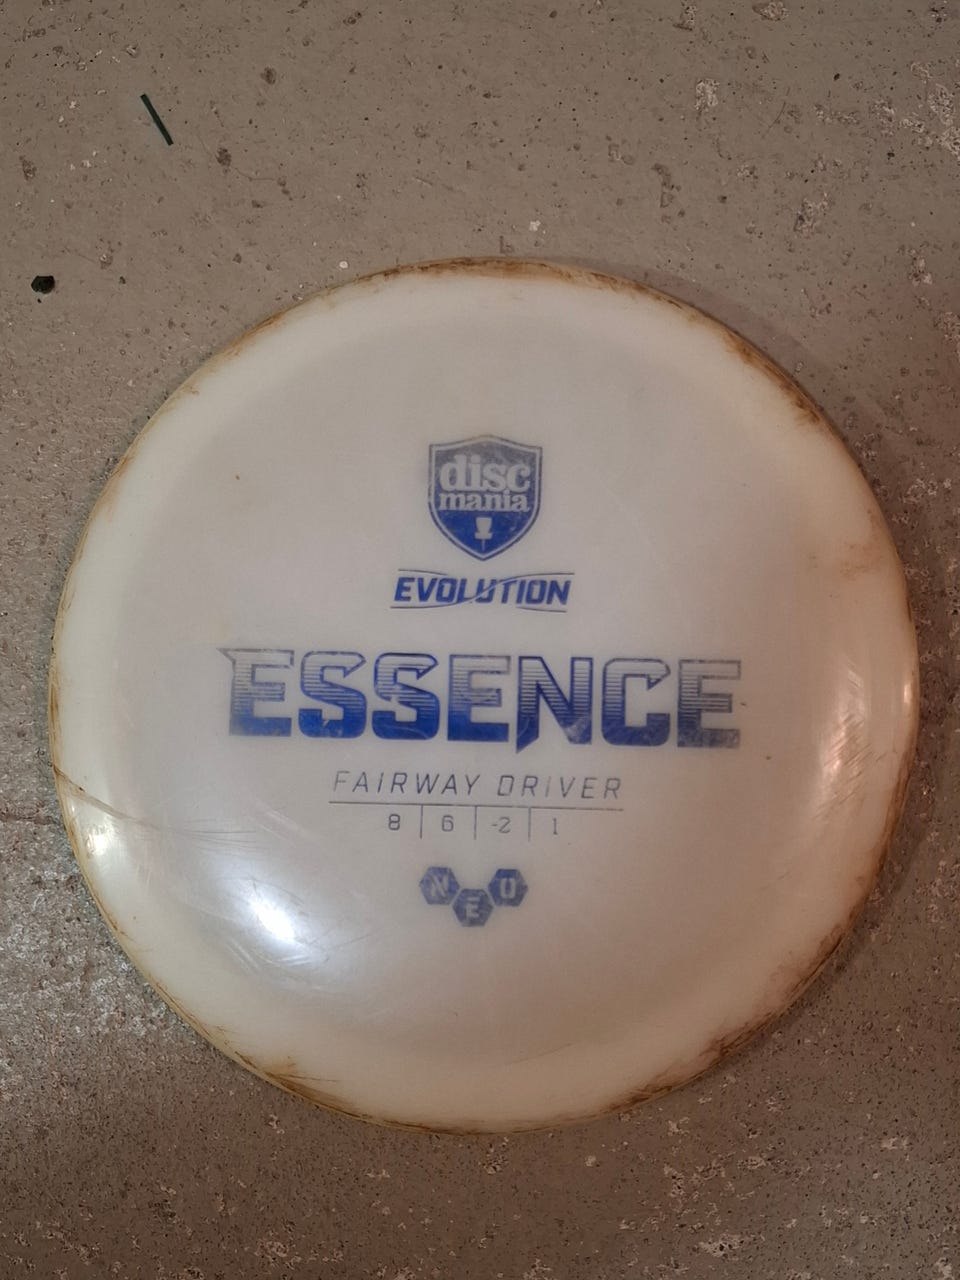 disc
mania
EVOLUTION
ESSENCE
FAIRWAY DRIVER
8 6 -2 1
NEO